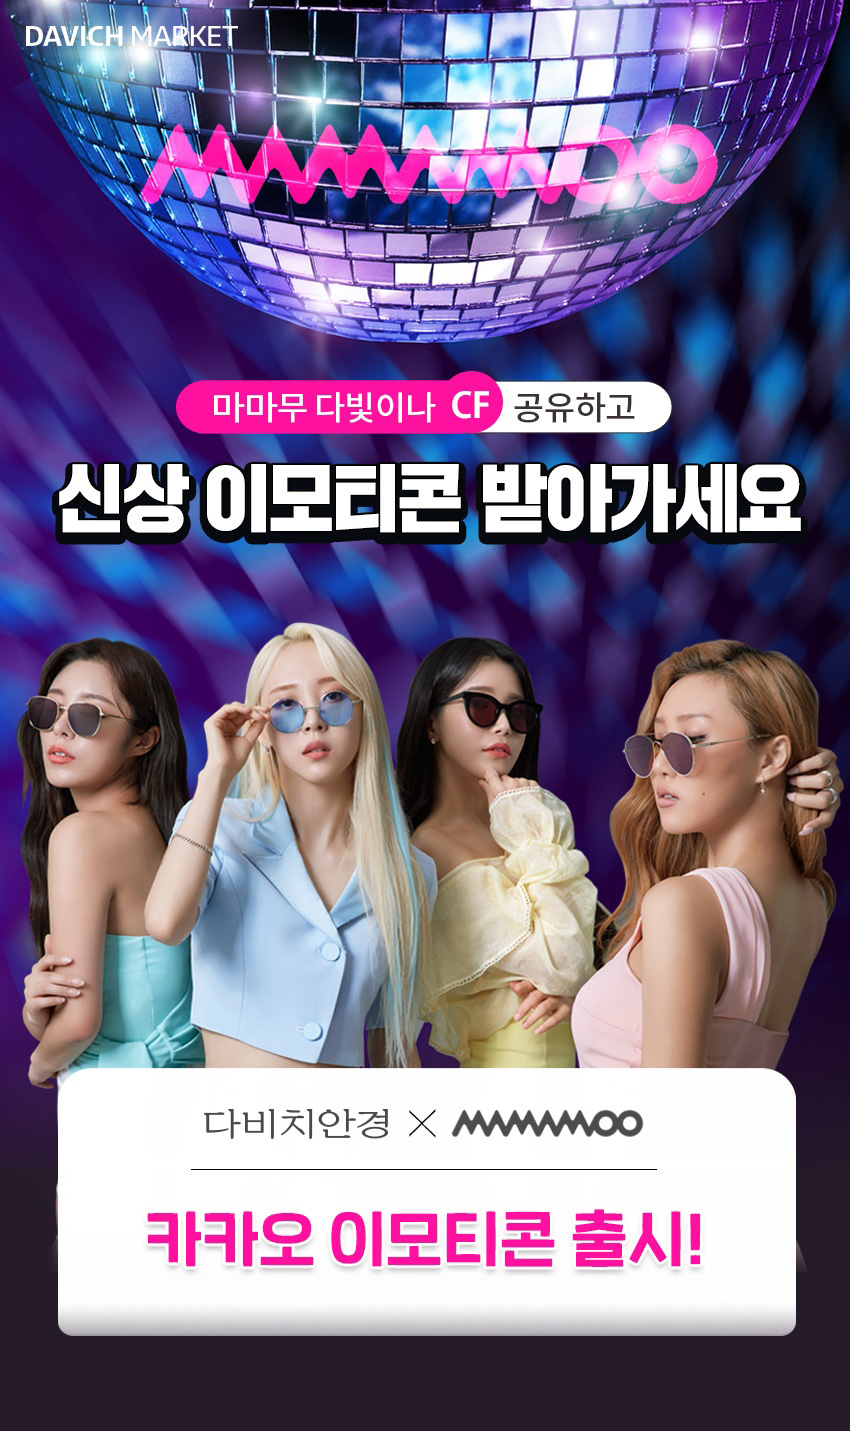 DAVICH MARKET
MAMAMOO
마마무 다빛이나 CF 공유하고
신상 이모티콘 받아가세요
다비치안경 × MAMAMOO
카카오 이모티콘 출시!